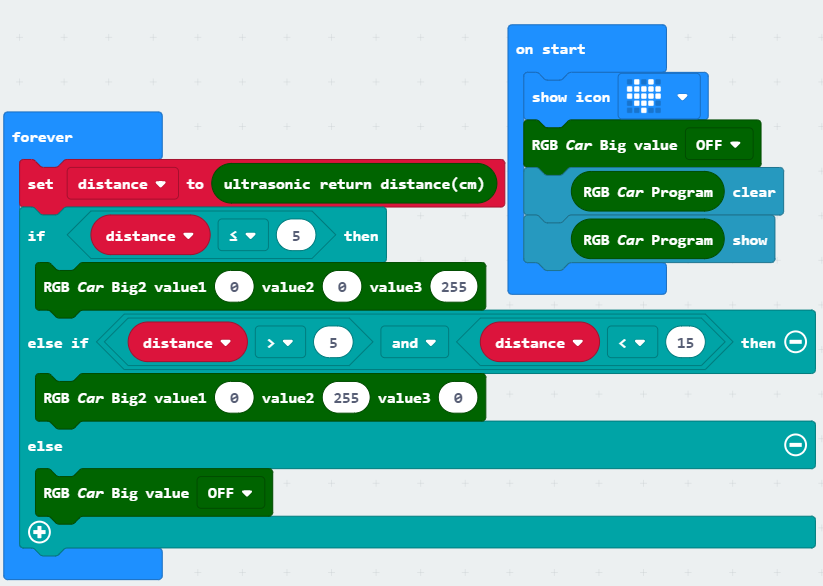 on start
show icon
RGB Car Big value OFF
RGB Car Program clear
RGB Car Program show
forever
set distance to ultrasonic return distance(cm)
if distance ≤ 5 then
RGB Car Big2 value1 0 value2 0 value3 255
else if distance > 5 and distance < 15 then
RGB Car Big2 value1 0 value2 255 value3 0
else
RGB Car Big value OFF